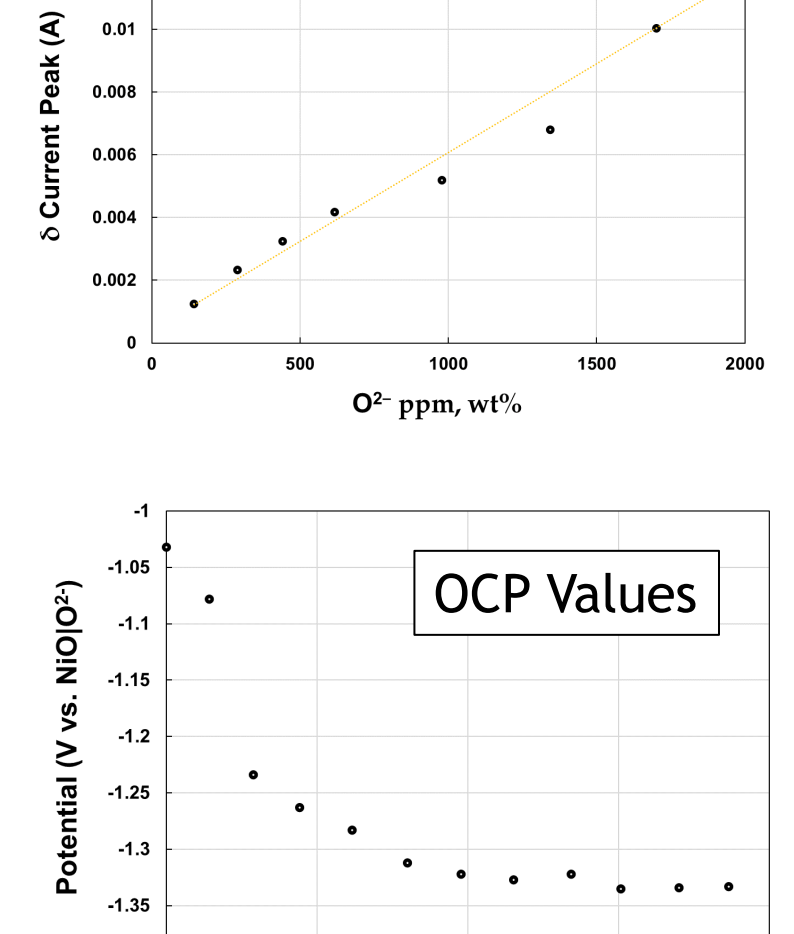 0.01
0.008
0.006
0.004
0.002
0
δ Current Peak (A)
0 500 1000 1500 2000
O²⁻ ppm, wt%
-1
-1.05
-1.1
-1.15
-1.2
-1.25
-1.3
-1.35
Potential (V vs. NiO|O²⁻)
OCP Values